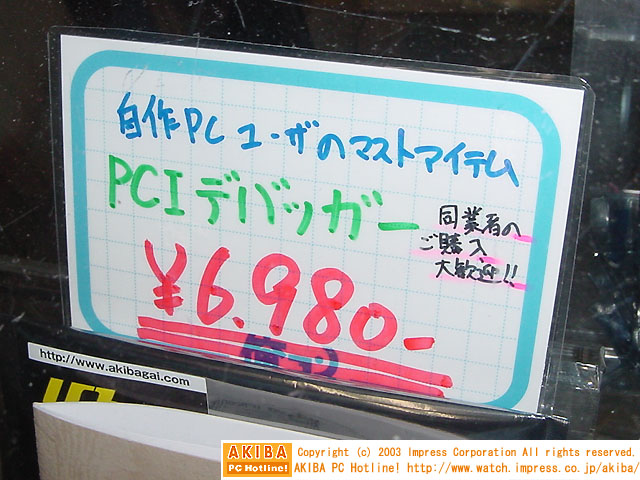 自作PCユーザのマストアイテム
PCIデバッガー
同業者の
ご購入
大歓迎!!
¥6.980-
http://www.akibagai.com
AKIBA
PC Hotline!
Copyright (c) 2003 Impress Corporation All rights reserved.
AKIBA PC Hotline! http://www.watch.impress.co.jp/akiba/